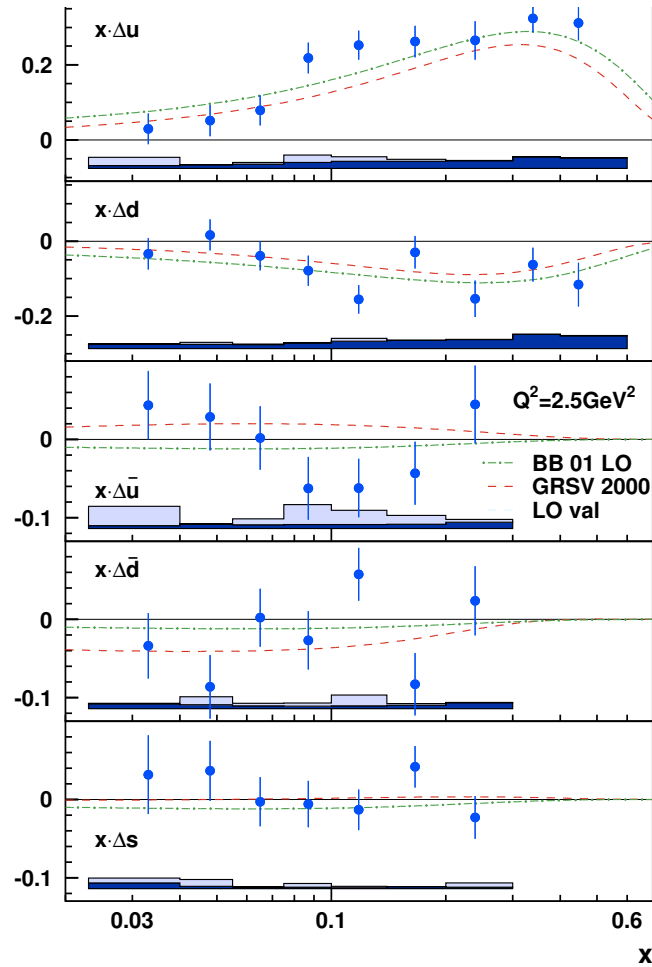 x·Δu
0.2
0
x·Δd
0
-0.2
Q²=2.5GeV²
0
BB 01 LO
GRSV 2000
LO val
x·Δū
-0.1
x·Δd̄
0
-0.1
0
x·Δs
-0.1
0.03 0.1 0.6
x